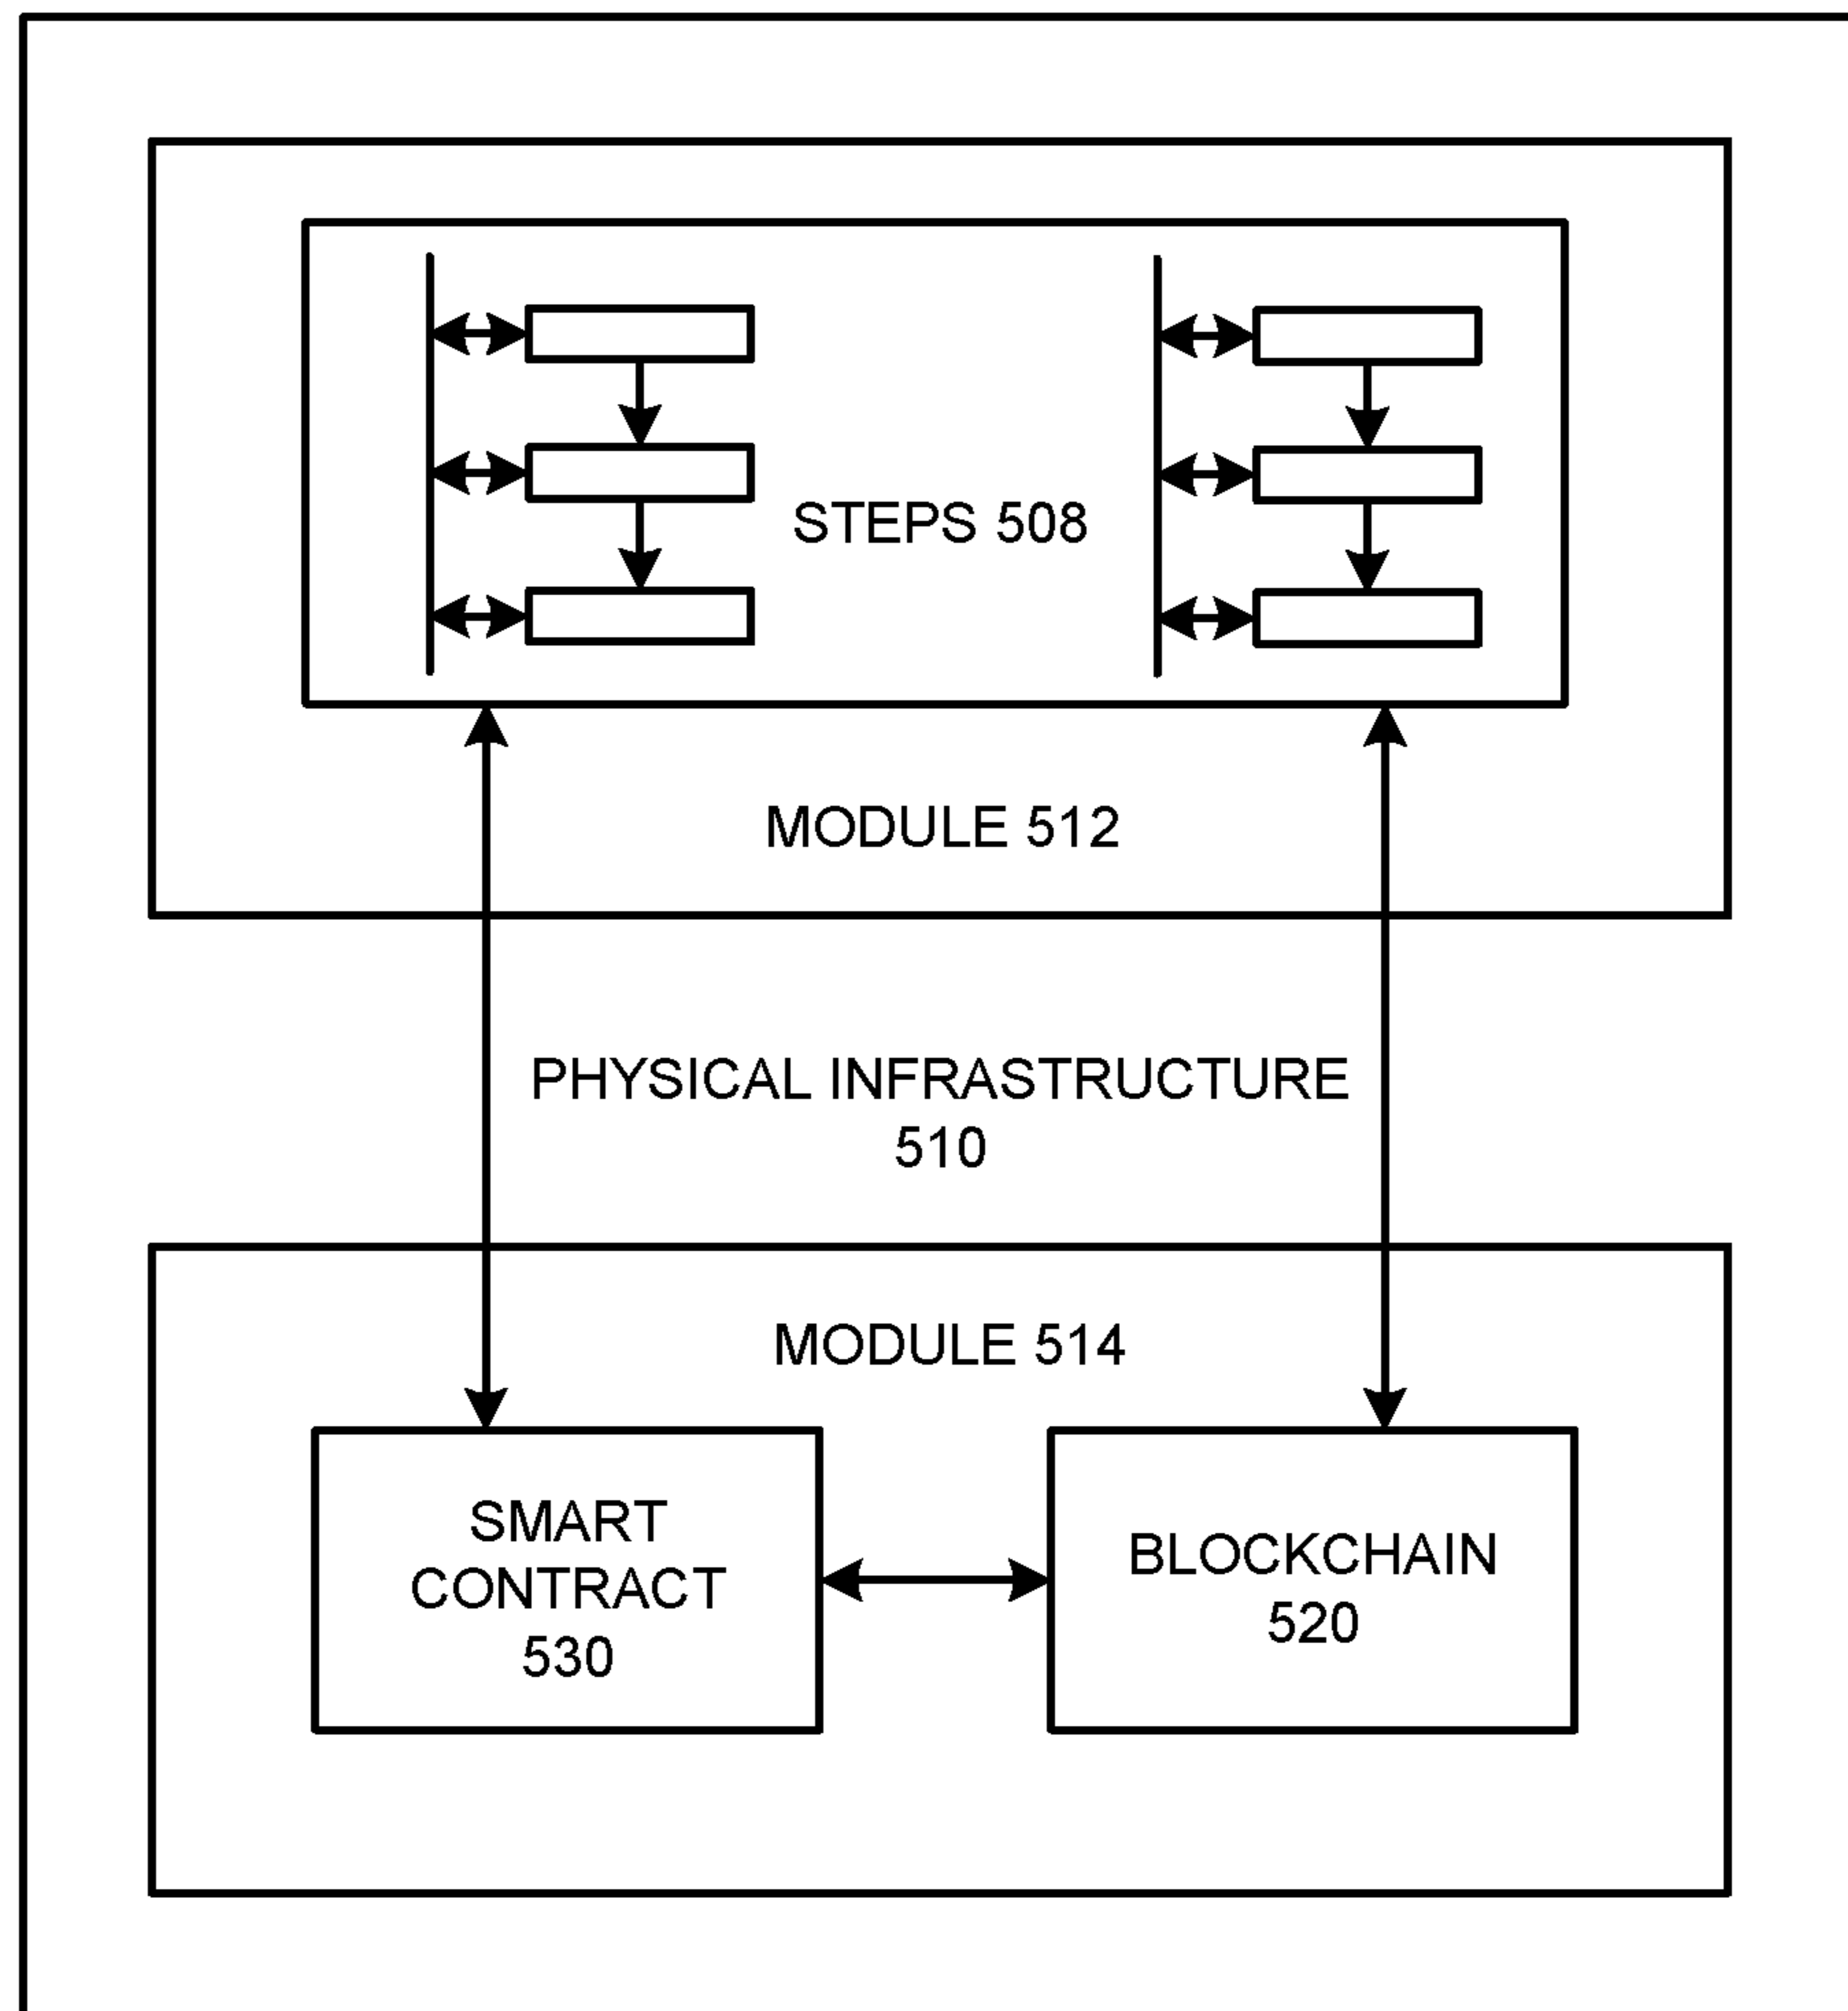 STEPS 508
MODULE 512
PHYSICAL INFRASTRUCTURE
510
MODULE 514
SMART
CONTRACT
530
BLOCKCHAIN
520